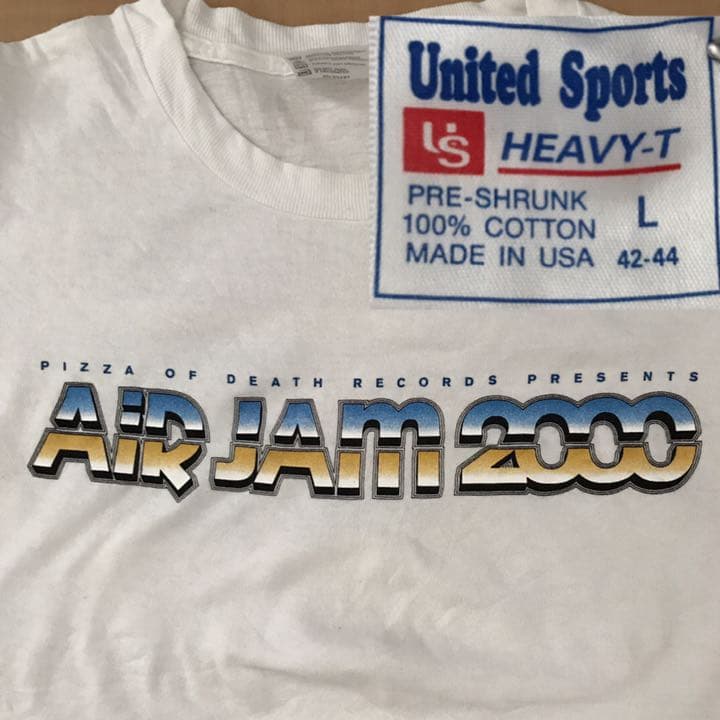 United Sports
US HEAVY-T
PRE-SHRUNK
100% COTTON
MADE IN USA
L
42-44
PIZZA OF DEATH RECORDS PRESENTS
AIR JAM 2000